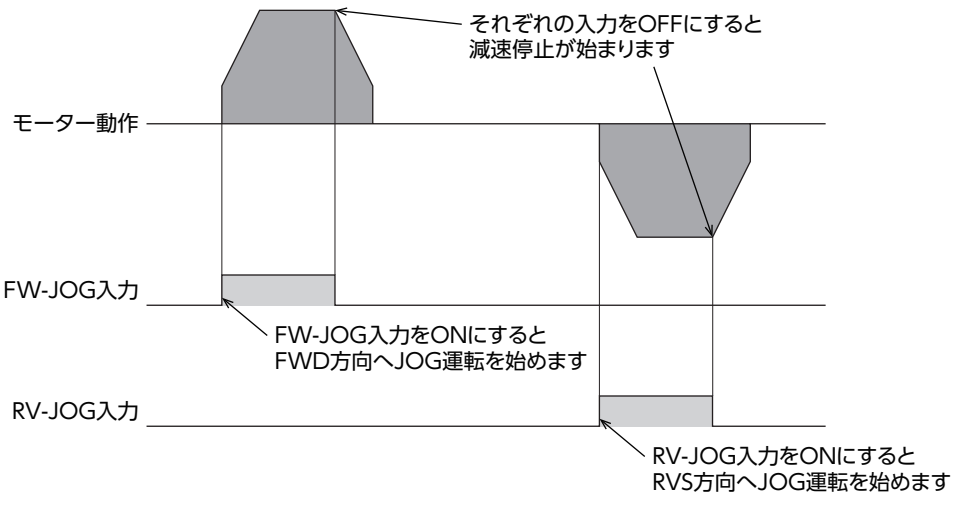 それぞれの入力をOFFにすると
減速停止が始まります
モーター動作
FW-JOG入力
FW-JOG入力をONにすると
FWD方向へJOG運転を始めます
RV-JOG入力
RV-JOG入力をONにすると
RVS方向へJOG運転を始めます